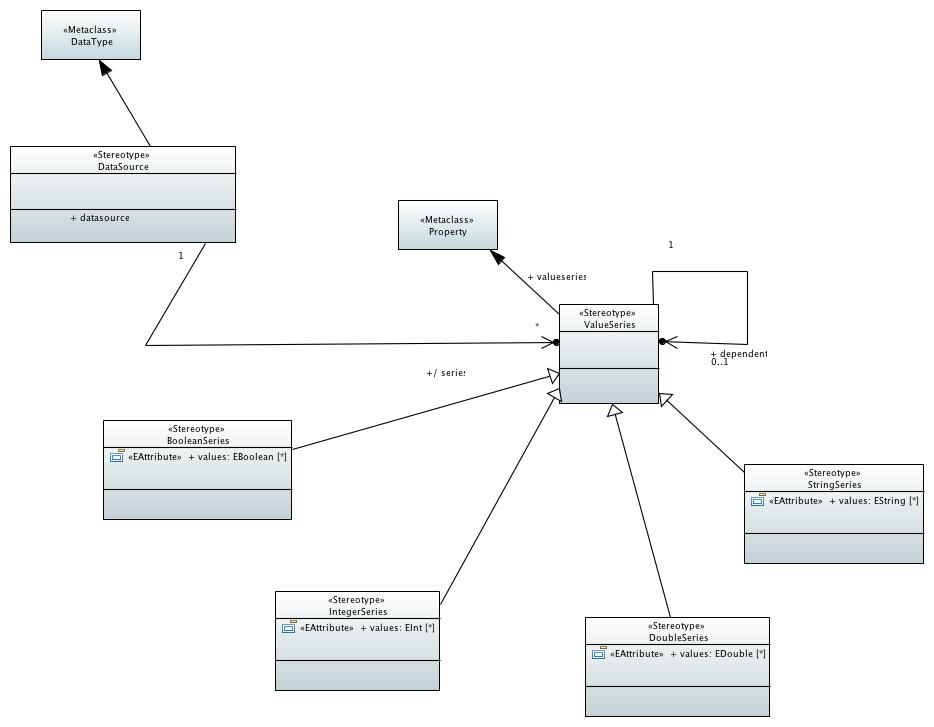 «Metaclass»
DataType
«Stereotype»
DataSource
+ datasource
1
«Metaclass»
Property
+ valueseries
1
«Stereotype»
ValueSeries
*
+ dependent
0..1
+/ series
«Stereotype»
BooleanSeries
«EAttribute» + values: EBoolean [*]
«Stereotype»
StringSeries
«EAttribute» + values: EString [*]
«Stereotype»
IntegerSeries
«EAttribute» + values: EInt [*]
«Stereotype»
DoubleSeries
«EAttribute» + values: EDouble [*]